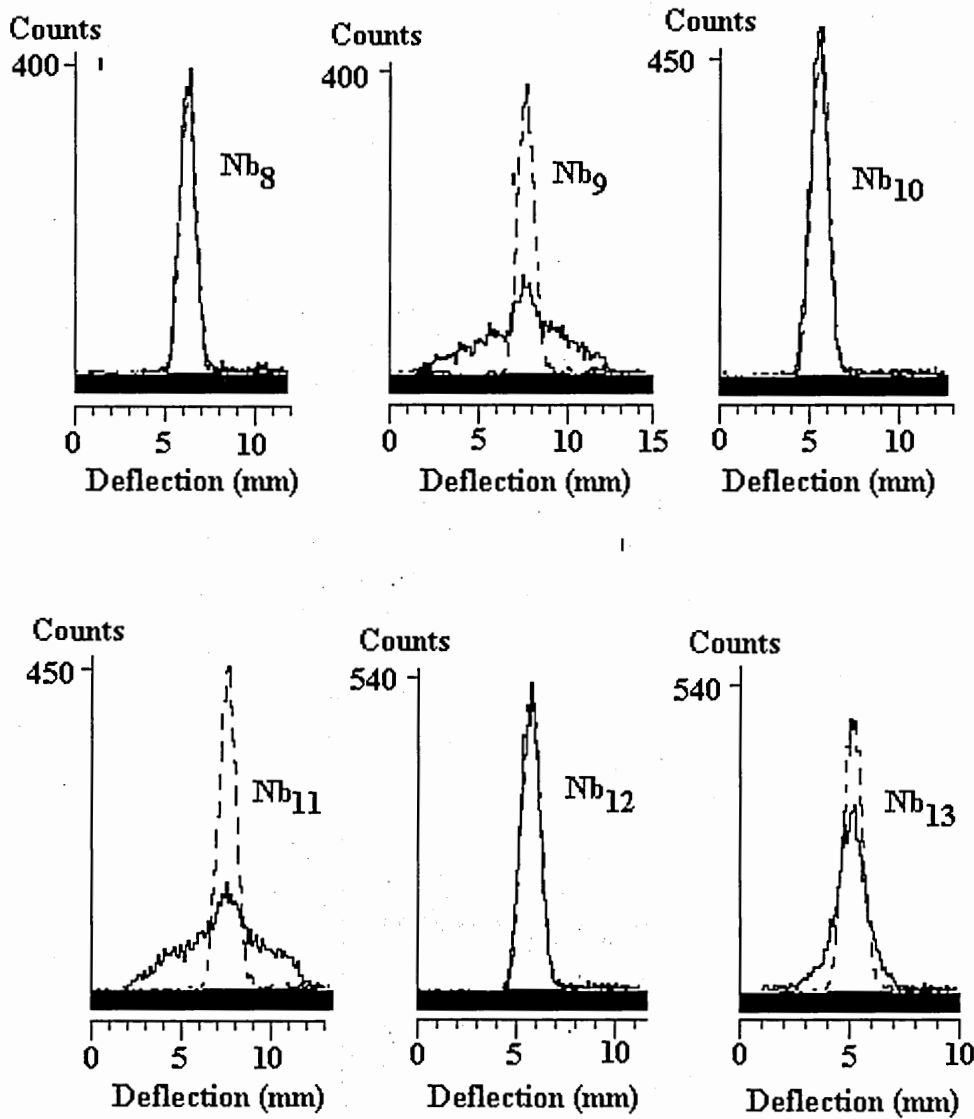 Counts
400
Nb8
0 5 10
Deflection (mm)
Counts
400
Nb9
0 5 10 15
Deflection (mm)
Counts
450
Nb10
0 5 10
Deflection (mm)
Counts
450
Nb11
0 5 10
Deflection (mm)
Counts
540
Nb12
0 5 10
Deflection (mm)
Counts
540
Nb13
0 5 10
Deflection (mm)